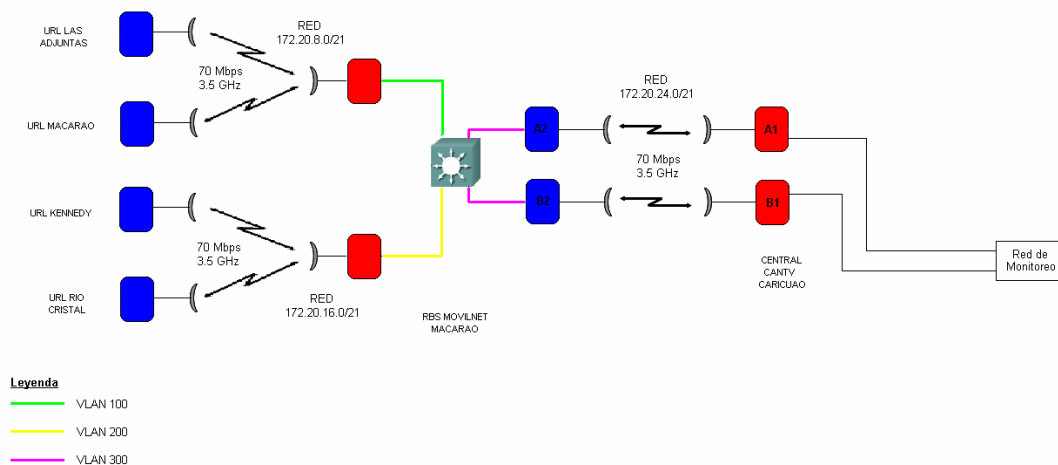 URL LAS
ADJUNTAS
RED
172.20.8.0/21
70 Mbps
3.5 GHz
URL MACARAO
RED
172.20.24.0/21
A2
A1
70 Mbps
3.5 GHz
B2
B1
URL KENNEDY
70 Mbps
3.5 GHz
URL RIO
CRISTAL
RED
172.20.16.0/21
RBS MOVILNET
MACARAO
CENTRAL
CANTV
CARICUAO
Red de
Monitoreo
Leyenda
VLAN 100
VLAN 200
VLAN 300